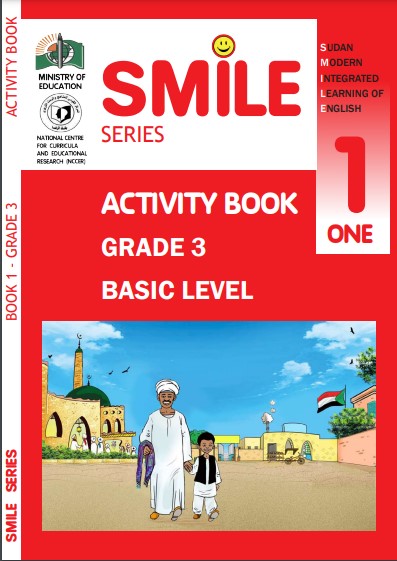 ACTIVITY BOOK
BOOK 1 - GRADE 3
SMILE SERIES
MINISTRY OF
EDUCATION
NATIONAL CENTRE
FOR CURRICULA
AND EDUCATIONAL
RESEARCH (NCCER)
SMILE
SERIES
SUDAN
MODERN
INTEGRATED
LEARNING OF
ENGLISH
1
ONE
ACTIVITY BOOK
GRADE 3
BASIC LEVEL